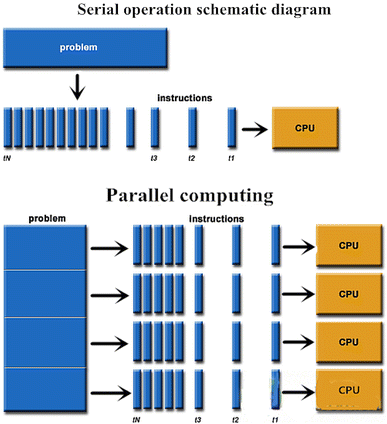 Serial operation schematic diagram
problem
instructions
CPU
tN t3 t2 t1
Parallel computing
problem
instructions
CPU
CPU
CPU
CPU
tN t3 t2 t1